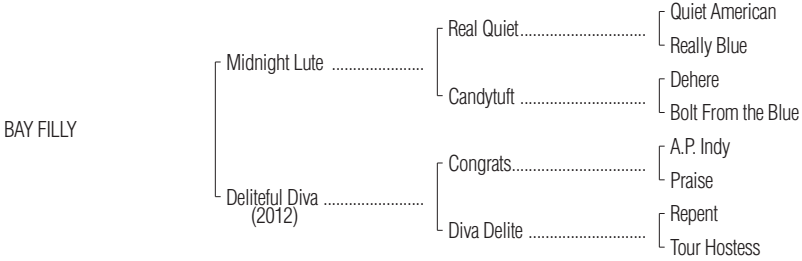 Quiet American
Real Quiet..............................
Really Blue
Midnight Lute ......................
Dehere
Candytuft ..............................
Bolt From the Blue
BAY FILLY
A.P. Indy
Congrats................................
Praise
Deliteful Diva ........................
(2012)
Repent
Diva Delite ............................
Tour Hostess